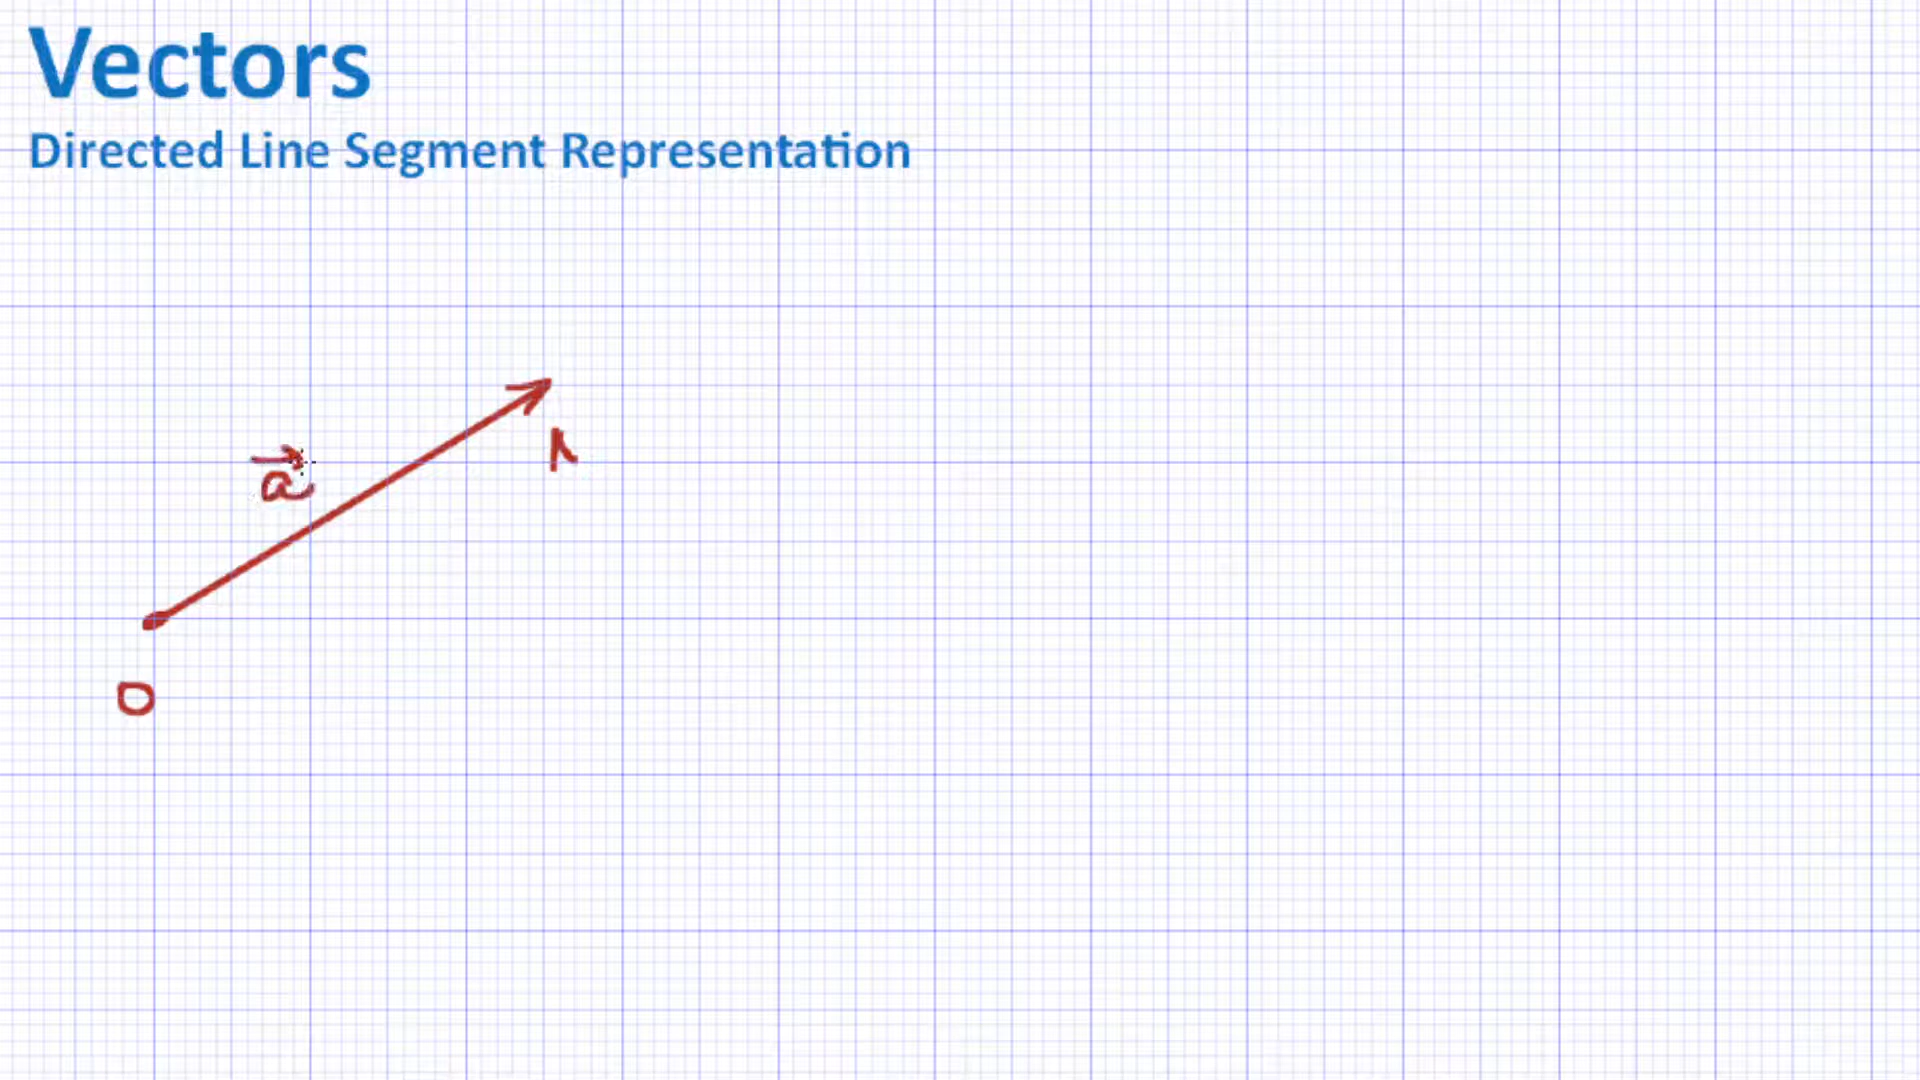 Vectors
Directed Line Segment Representation
a⃗
O